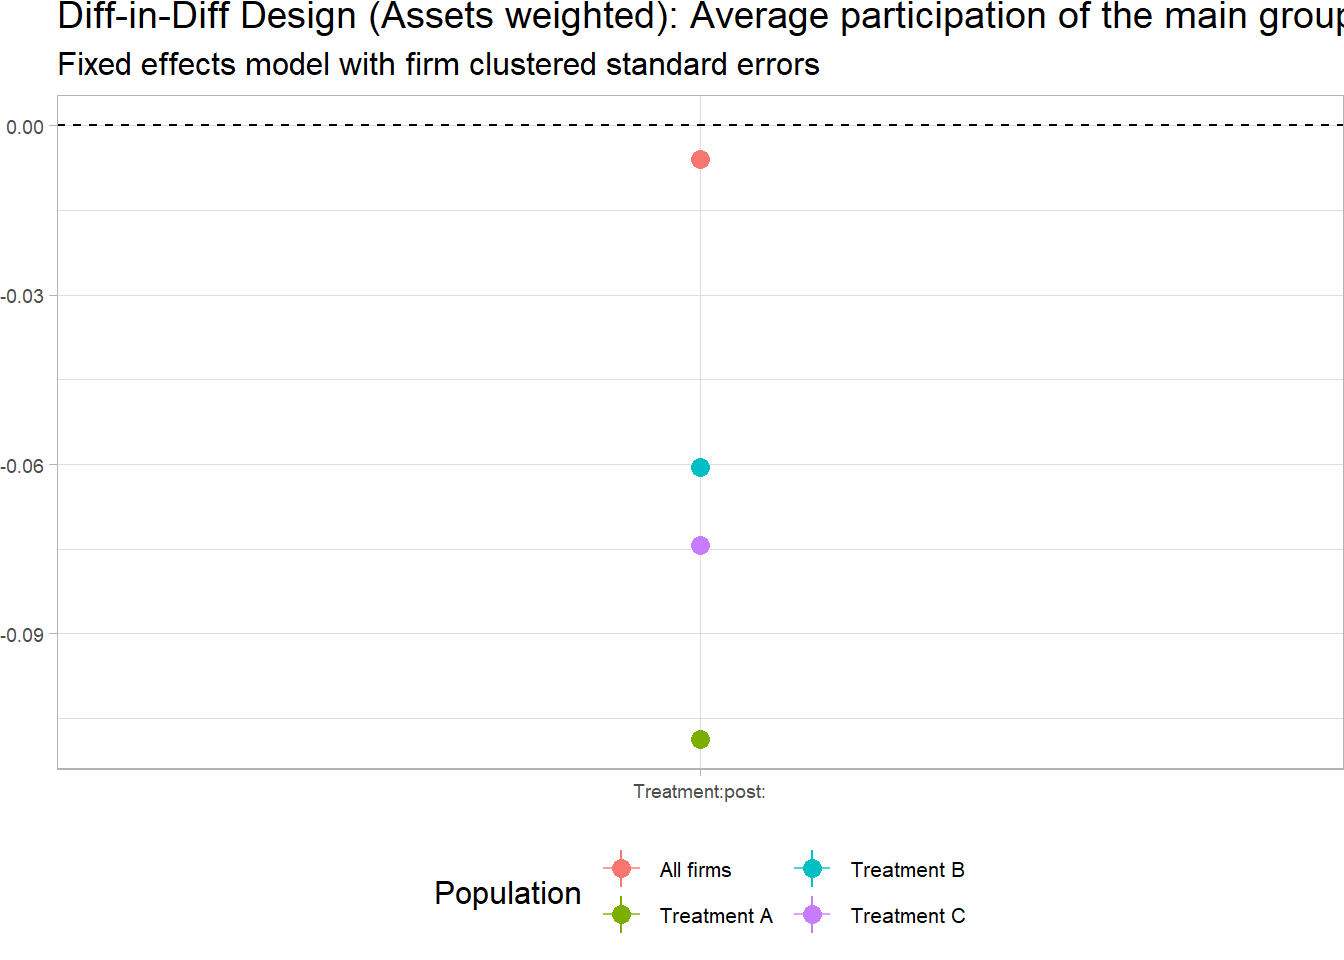 Diff-in-Diff Design (Assets weighted): Average participation of the main group
Fixed effects model with firm clustered standard errors
0.00
-0.03
-0.06
-0.09
Treatment:post:
Population
All firms
Treatment B
Treatment A
Treatment C